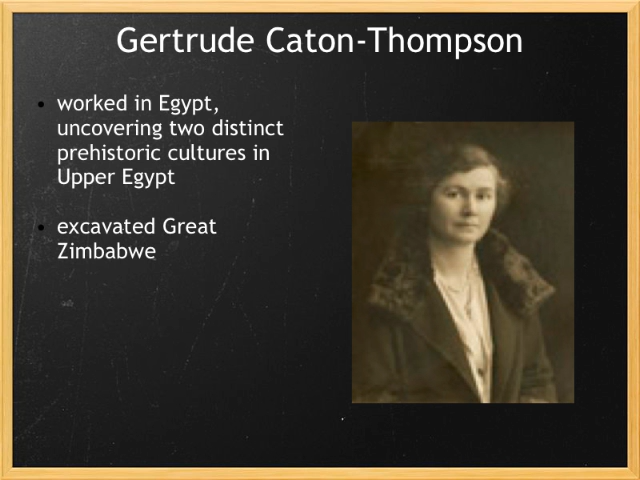 Gertrude Caton-Thompson
• worked in Egypt,
uncovering two distinct
prehistoric cultures in
Upper Egypt
• excavated Great
Zimbabwe